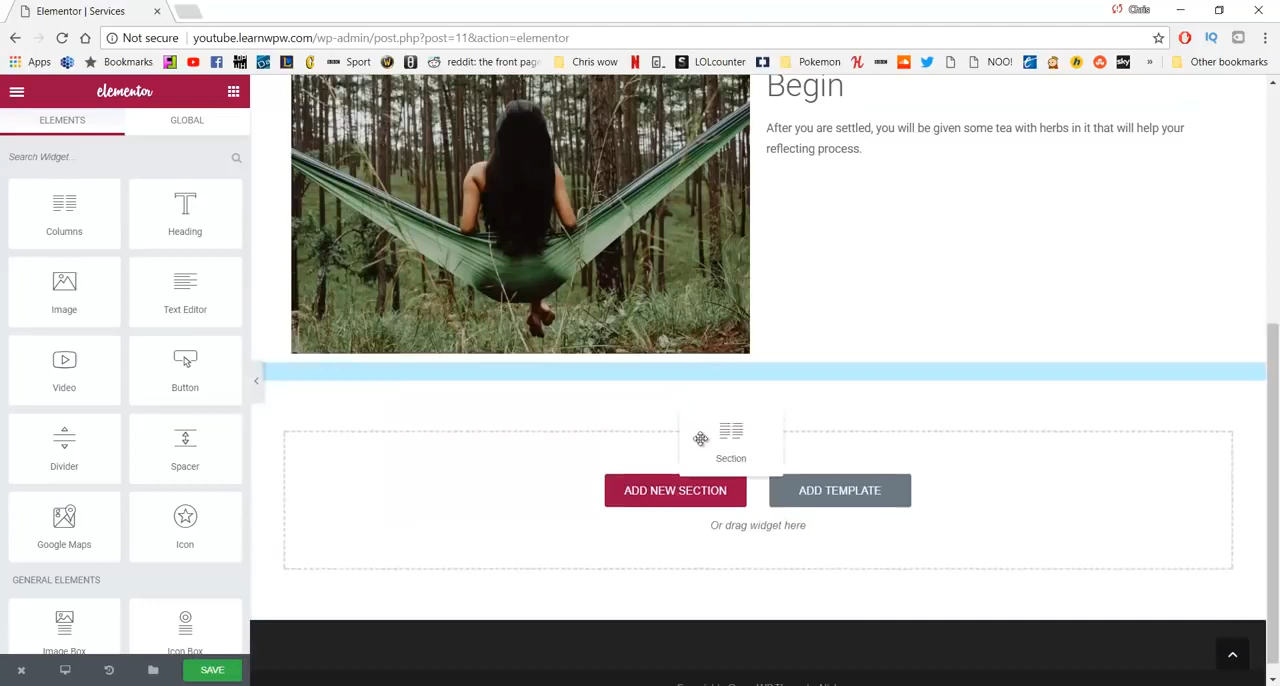 Elementor | Services
Chris
Not secure | youtube.learnwpw.com/wp-admin/post.php?post=11&action=elementor
Apps Bookmarks Sport reddit: the front pag Chris wow LOLcounter Pokemon NOO! sky » Other bookmarks
elementor
ELEMENTS GLOBAL
Search Widget...
Columns Heading
Image Text Editor
Video Button
Divider Spacer
Google Maps Icon
GENERAL ELEMENTS
Image Box Icon Box
SAVE
Begin
After you are settled, you will be given some tea with herbs in it that will help your
reflecting process.
Section
ADD NEW SECTION ADD TEMPLATE
Or drag widget here